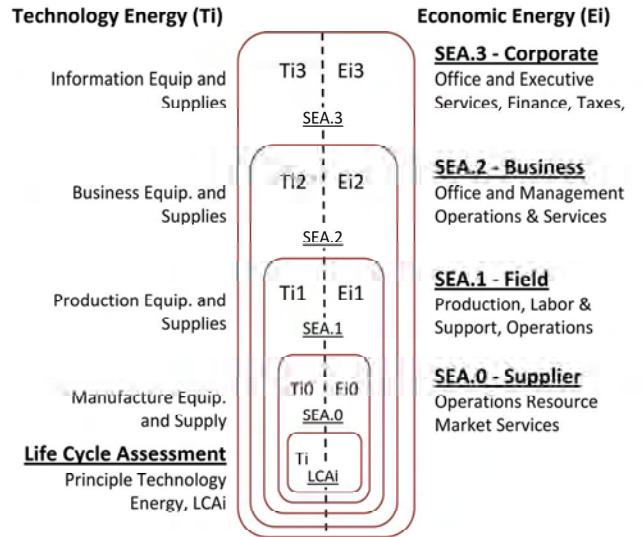 Technology Energy (Ti)
Economic Energy (Ei)
Information Equip and
Supplies
Ti3 Ei3
SEA.3
SEA.3 - Corporate
Office and Executive
Services, Finance, Taxes,
Business Equip. and
Supplies
Ti2 Ei2
SEA.2
SEA.2 - Business
Office and Management
Operations & Services
Production Equip. and
Supplies
Ti1 Ei1
SEA.1
SEA.1 - Field
Production, Labor &
Support, Operations
Manufacture Equip.
and Supply
Ti0 Ei0
SEA.0
SEA.0 - Supplier
Operations Resource
Market Services
Life Cycle Assessment
Principle Technology
Energy, LCAi
Ti
LCAi